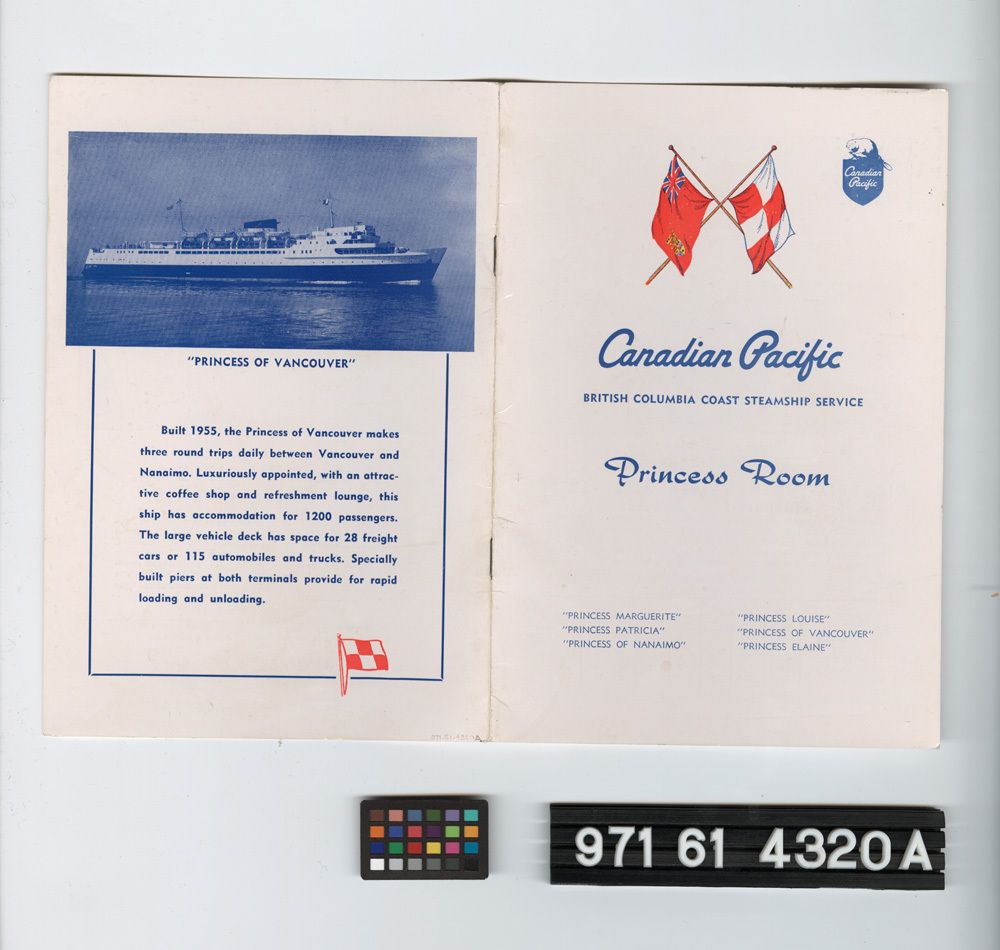 "PRINCESS OF VANCOUVER"
Built 1955, the Princess of Vancouver makes
three round trips daily between Vancouver and
Nanaimo. Luxuriously appointed, with an attrac-
tive coffee shop and refreshment lounge, this
ship has accommodation for 1200 passengers.
The large vehicle deck has space for 28 freight
cars or 115 automobiles and trucks. Specially
built piers at both terminals provide for rapid
loading and unloading.
Canadian
Pacific
Canadian Pacific
BRITISH COLUMBIA COAST STEAMSHIP SERVICE
Princess Room
"PRINCESS MARGUERITE"
"PRINCESS PATRICIA"
"PRINCESS OF NANAIMO"
"PRINCESS LOUISE"
"PRINCESS OF VANCOUVER"
"PRINCESS ELAINE"
971 61 4320A